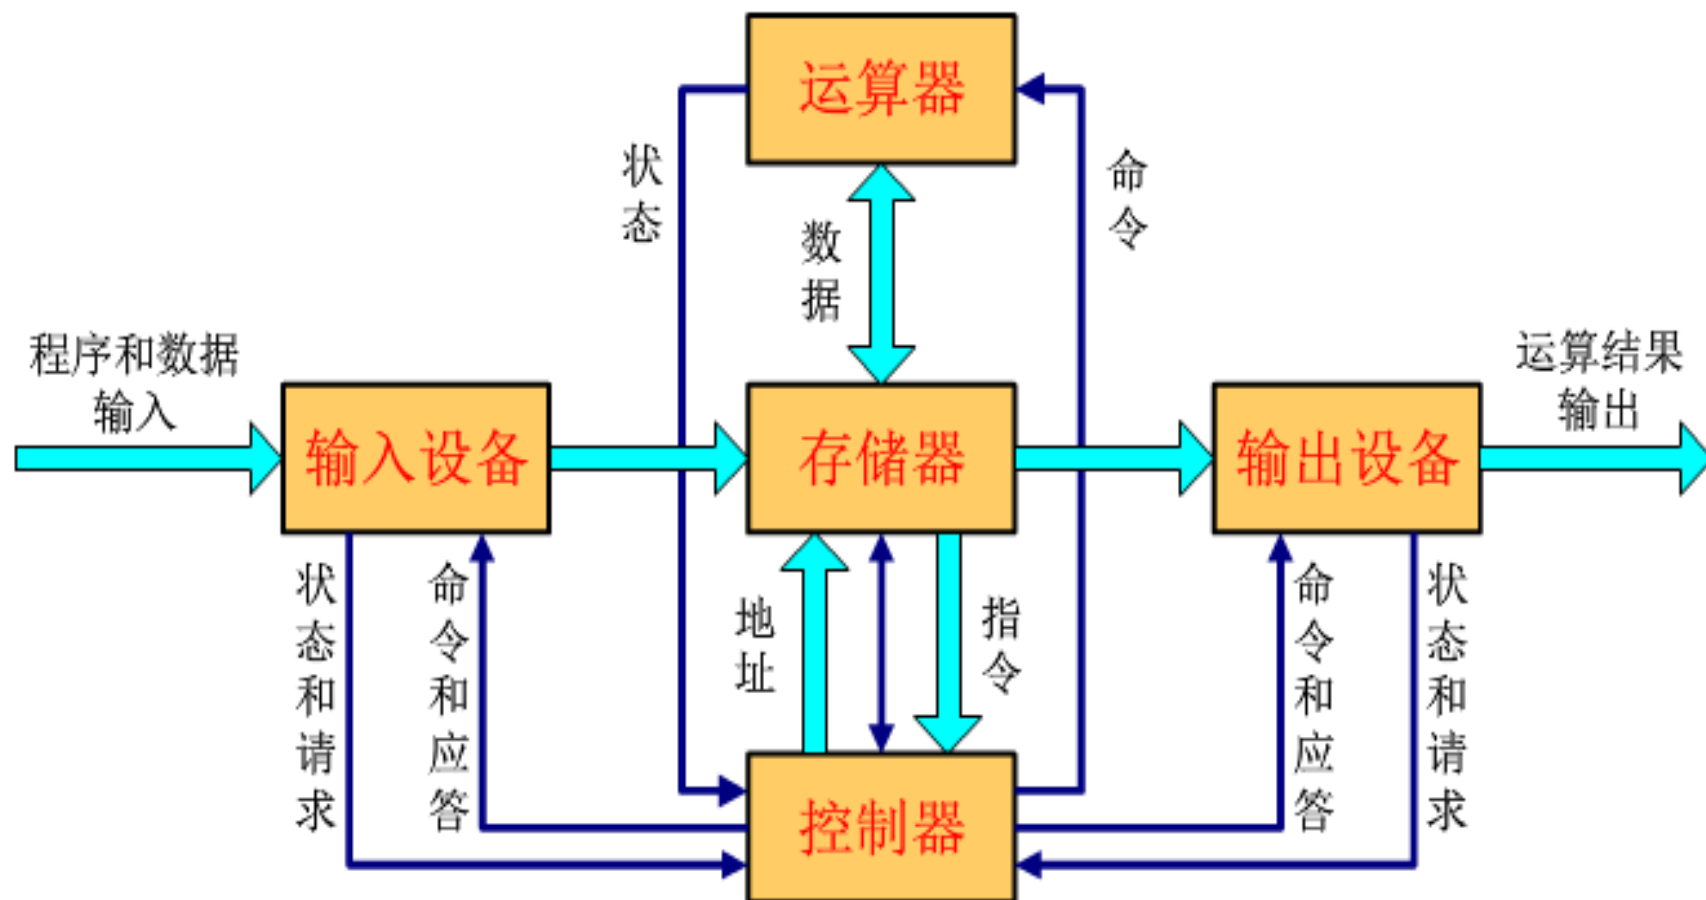 运算器
状态
命令
数据
程序和数据
输入
运算结果
输出
输入设备
存储器
输出设备
状态和请求
命令和应答
地址
指令
命令和应答
状态和请求
控制器